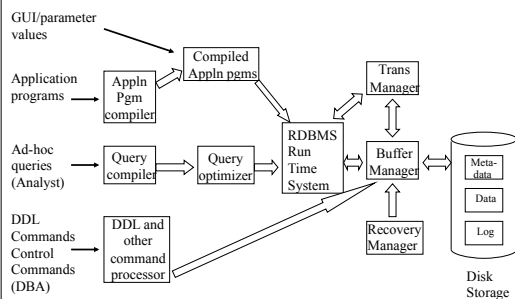 GUI/parameter
values
Compiled
Appln pgms
Application
programs
Appln
Pgm
compiler
Trans
Manager
RDBMS
Run
Time
System
Ad-hoc
queries
(Analyst)
Query
compiler
Query
optimizer
Buffer
Manager
Meta-
data
Data
Log
DDL
Commands
Control
Commands
(DBA)
DDL and
other
command
processor
Recovery
Manager
Disk
Storage